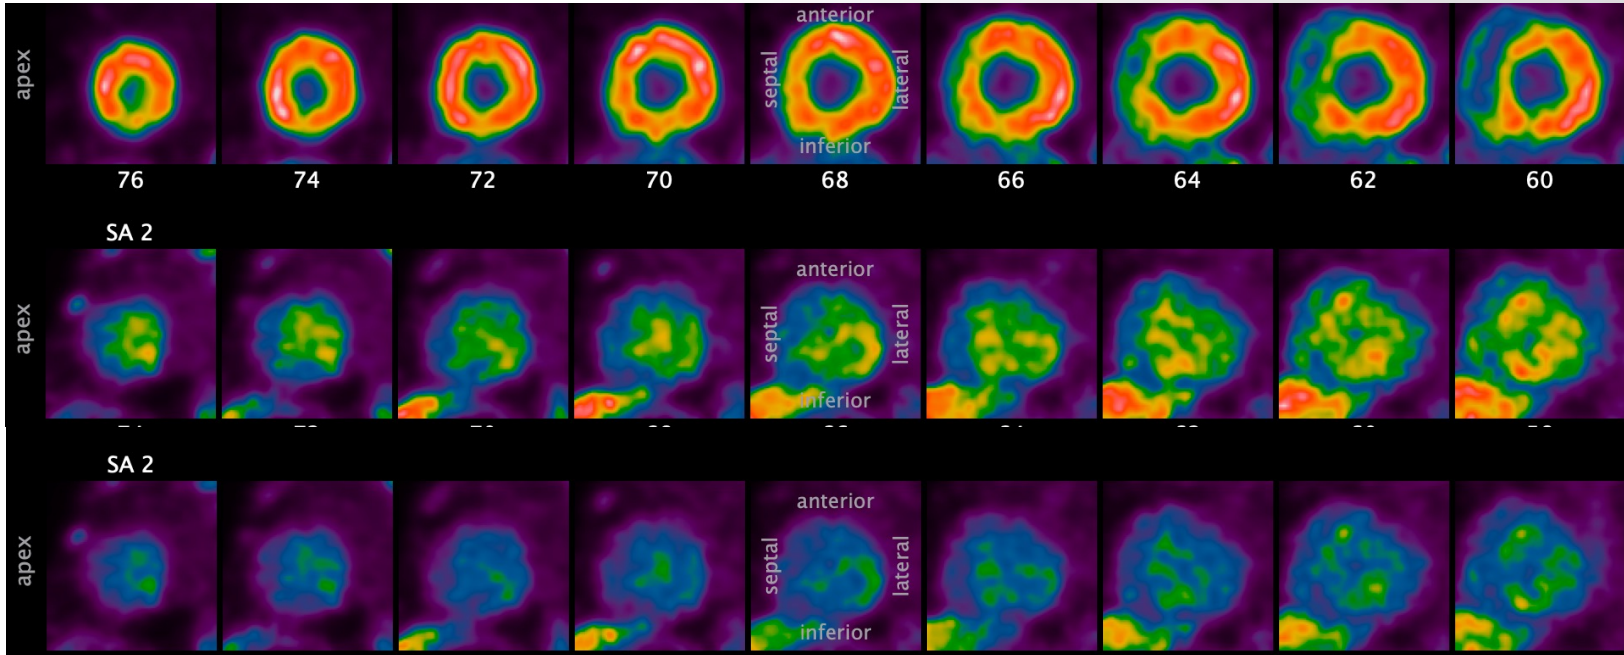 anterior
apex
septal
lateral
inferior
76 74 72 70 68 66 64 62 60
SA 2
anterior
apex
septal
lateral
inferior
SA 2
anterior
apex
septal
lateral
inferior